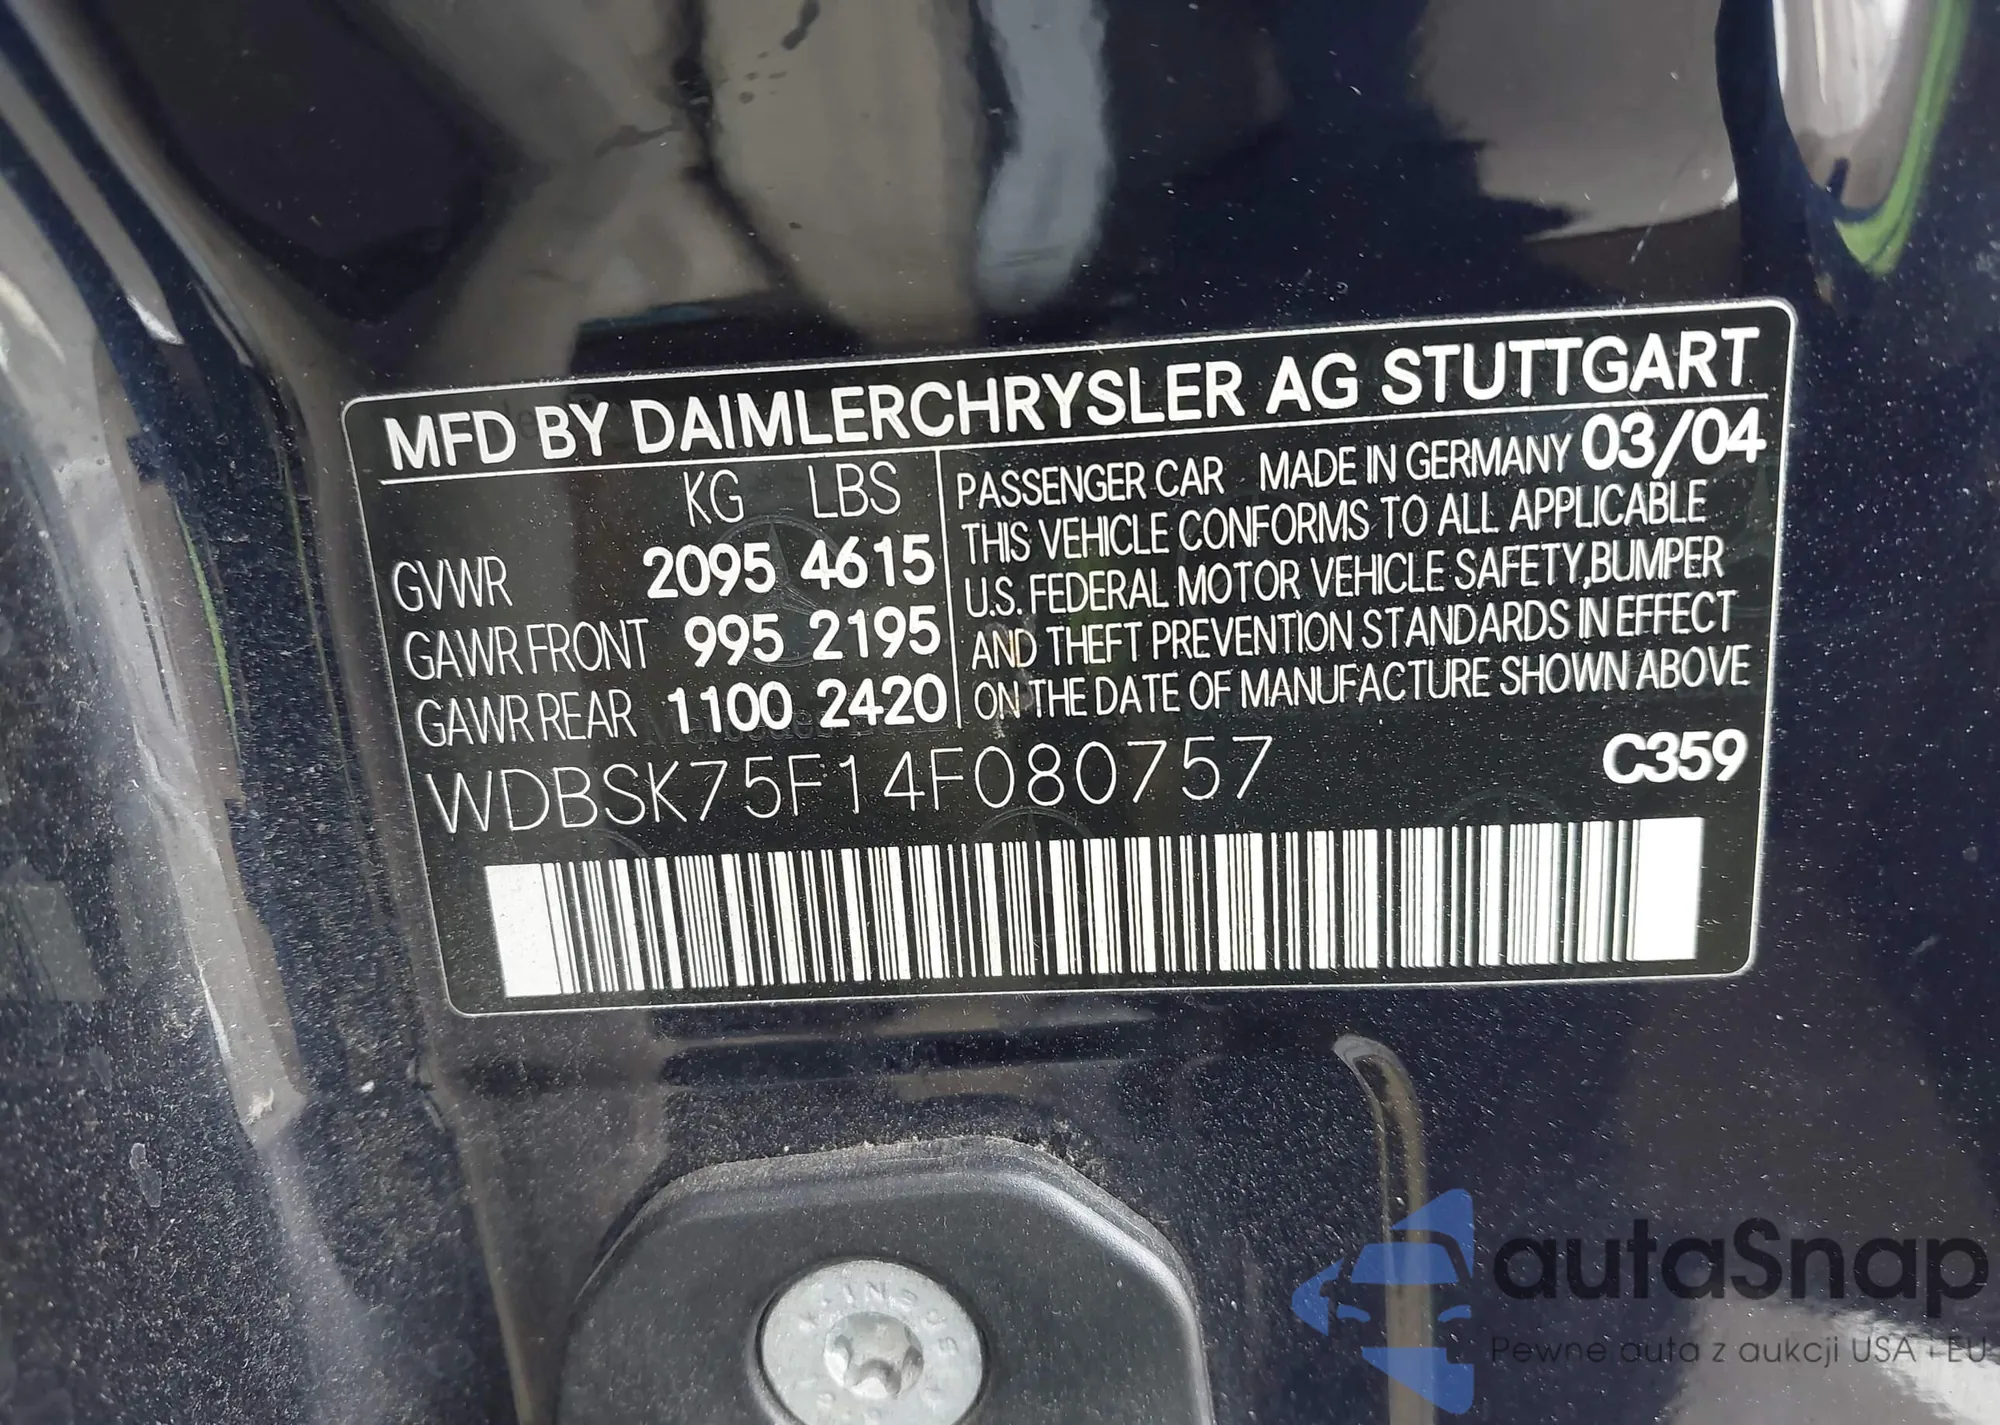 MFD BY DAIMLERCHRYSLER AG STUTTGART
KG LBS
GVWR 2095 4615
GAWR FRONT 995 2195
GAWR REAR 1100 2420
PASSENGER CAR MADE IN GERMANY 03/04
THIS VEHICLE CONFORMS TO ALL APPLICABLE
U.S. FEDERAL MOTOR VEHICLE SAFETY,BUMPER
AND THEFT PREVENTION STANDARDS IN EFFECT
ON THE DATE OF MANUFACTURE SHOWN ABOVE
WDBSK75F14F080757
C359
autaSnap
Pewne auta z aukcji USA i EU